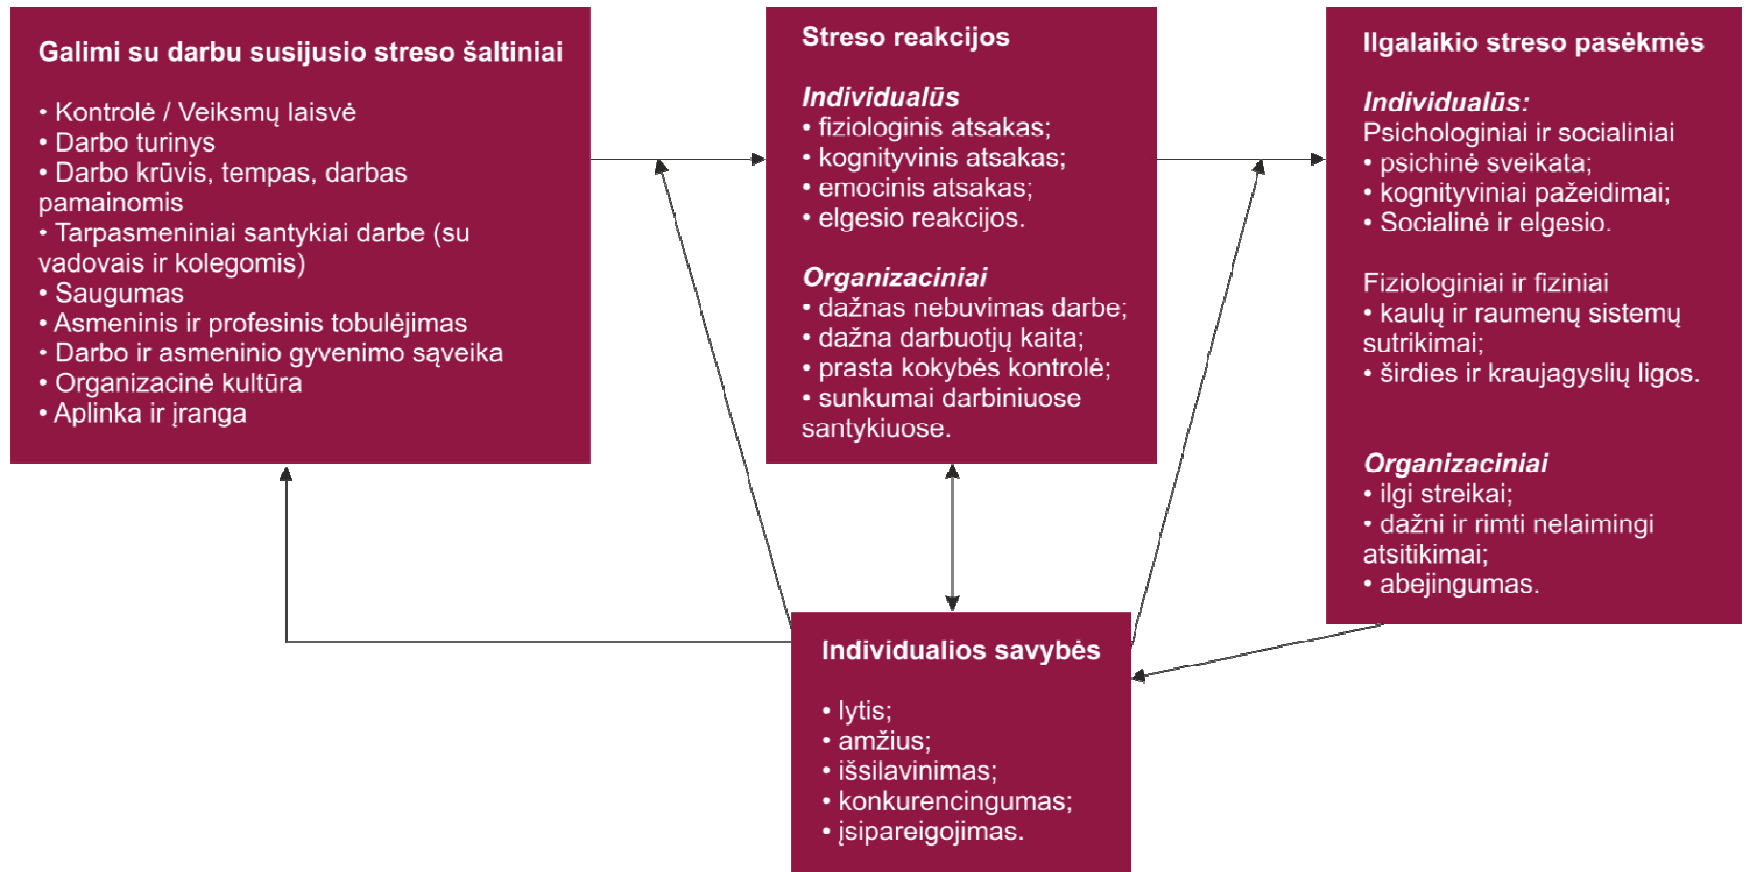 Galimi su darbu susijusio streso šaltiniai
• Kontrolė / Veiksmų laisvė
• Darbo turinys
• Darbo krūvis, tempas, darbas
pamainomis
• Tarpasmeniniai santykiai darbe (su
vadovais ir kolegomis)
• Saugumas
• Asmeninis ir profesinis tobulėjimas
• Darbo ir asmeninio gyvenimo sąveika
• Organizacinė kultūra
• Aplinka ir įranga
Streso reakcijos
Individualūs
• fiziologinis atsakas;
• kognityvinis atsakas;
• emocinis atsakas;
• elgesio reakcijos.
Organizaciniai
• dažnas nebuvimas darbe;
• dažna darbuotjų kaita;
• prasta kokybės kontrolė;
• sunkumai darbiniuose
santykiuose.
Ilgalaikio streso pasėkmės
Individualūs:
Psichologiniai ir socialiniai
• psichinė sveikata;
• kognityviniai pažeidimai;
• Socialinė ir elgesio.
Fiziologiniai ir fiziniai
• kaulų ir raumenų sistemų
sutrikimai;
• širdies ir kraujagyslių ligos.
Organizaciniai
• ilgi streikai;
• dažni ir rimti nelaimingi
atsitikimai;
• abejingumas.
Individualios savybės
• lytis;
• amžius;
• išsilavinimas;
• konkurencingumas;
• įsipareigojimas.